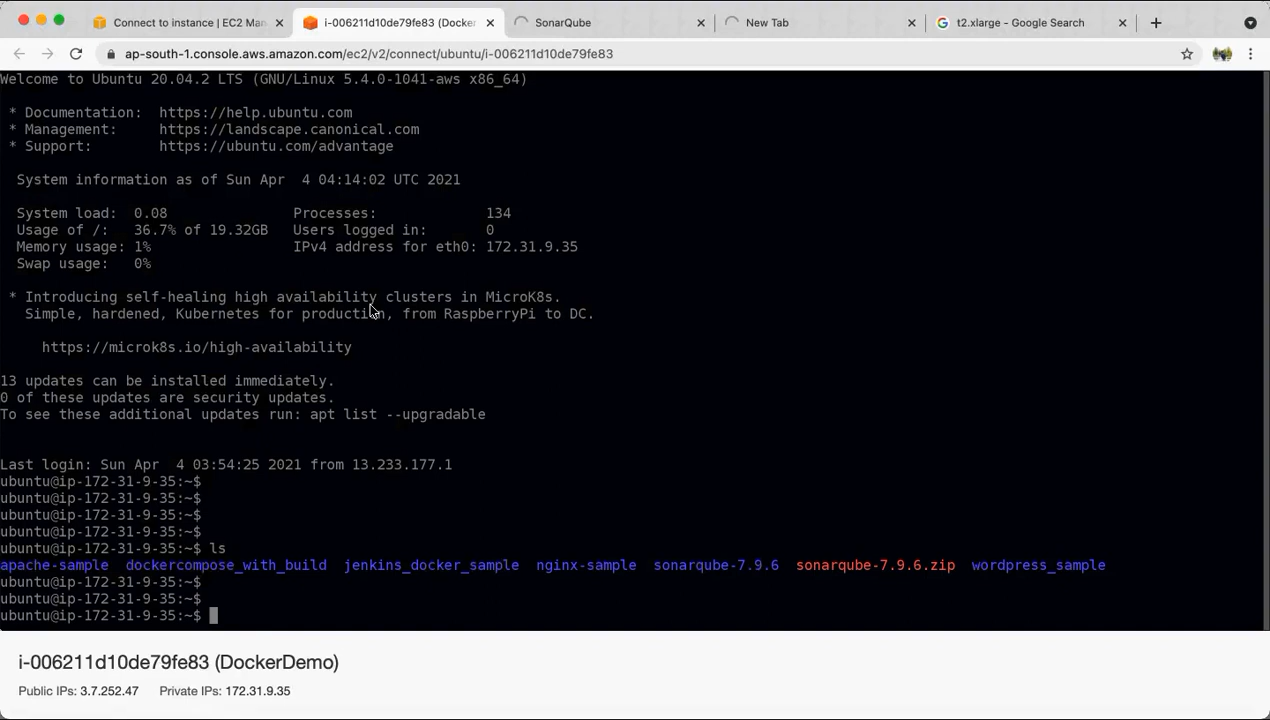 Connect to instance | EC2 Man
i-006211d10de79fe83 (Docker
SonarQube
New Tab
t2.xlarge - Google Search
ap-south-1.console.aws.amazon.com/ec2/v2/connect/ubuntu/i-006211d10de79fe83
Welcome to Ubuntu 20.04.2 LTS (GNU/Linux 5.4.0-1041-aws x86_64)
* Documentation:  https://help.ubuntu.com
* Management:     https://landscape.canonical.com
* Support:        https://ubuntu.com/advantage
System information as of Sun Apr  4 04:14:02 UTC 2021
System load:  0.08               Processes:             134
Usage of /:   36.7% of 19.32GB   Users logged in:       0
Memory usage: 1%                 IPv4 address for eth0: 172.31.9.35
Swap usage:   0%
* Introducing self-healing high availability clusters in MicroK8s.
Simple, hardened, Kubernetes for production, from RaspberryPi to DC.
https://microk8s.io/high-availability
13 updates can be installed immediately.
0 of these updates are security updates.
To see these additional updates run: apt list --upgradable
Last login: Sun Apr  4 03:54:25 2021 from 13.233.177.1
ubuntu@ip-172-31-9-35:~$
ubuntu@ip-172-31-9-35:~$
ubuntu@ip-172-31-9-35:~$
ubuntu@ip-172-31-9-35:~$
ubuntu@ip-172-31-9-35:~$ ls
apache-sample  dockercompose_with_build  jenkins_docker_sample  nginx-sample  sonarqube-7.9.6  sonarqube-7.9.6.zip  wordpress_sample
ubuntu@ip-172-31-9-35:~$
ubuntu@ip-172-31-9-35:~$
ubuntu@ip-172-31-9-35:~$
i-006211d10de79fe83 (DockerDemo)
Public IPs: 3.7.252.47    Private IPs: 172.31.9.35